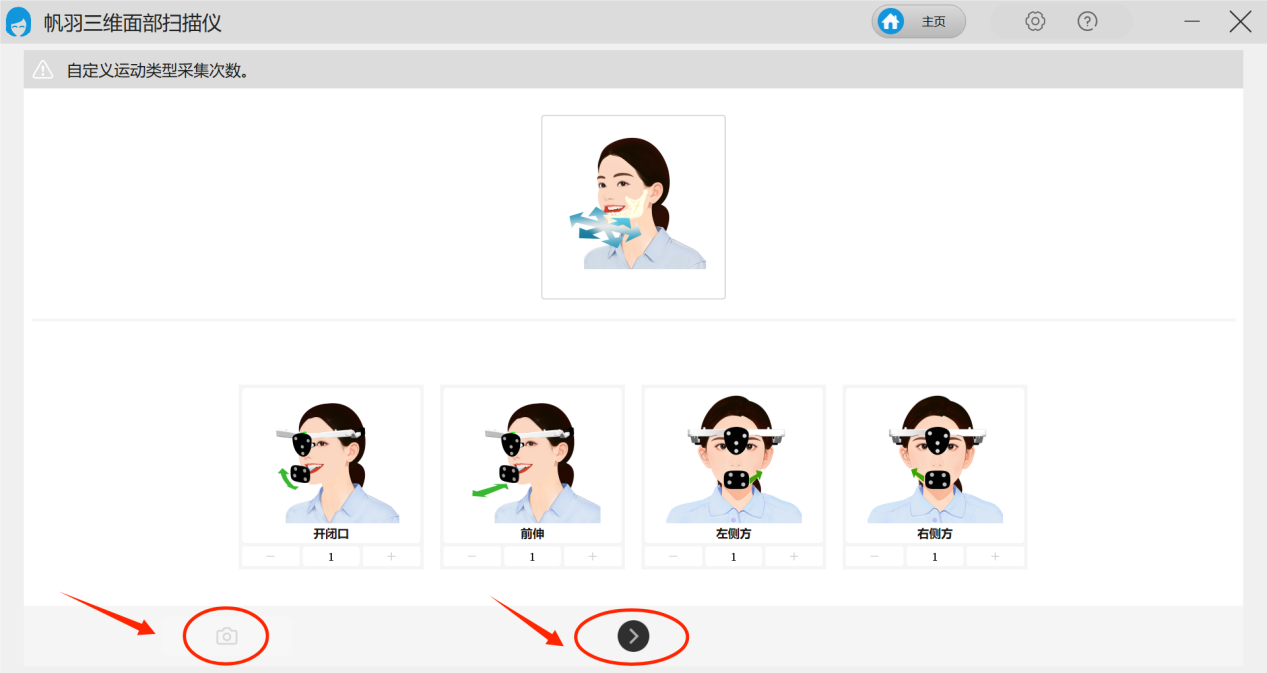 帆羽三维面部扫描仪
主页
自定义运动类型采集次数。
开闭口
前伸
左侧方
右侧方
− 1 +
− 1 +
− 1 +
− 1 +